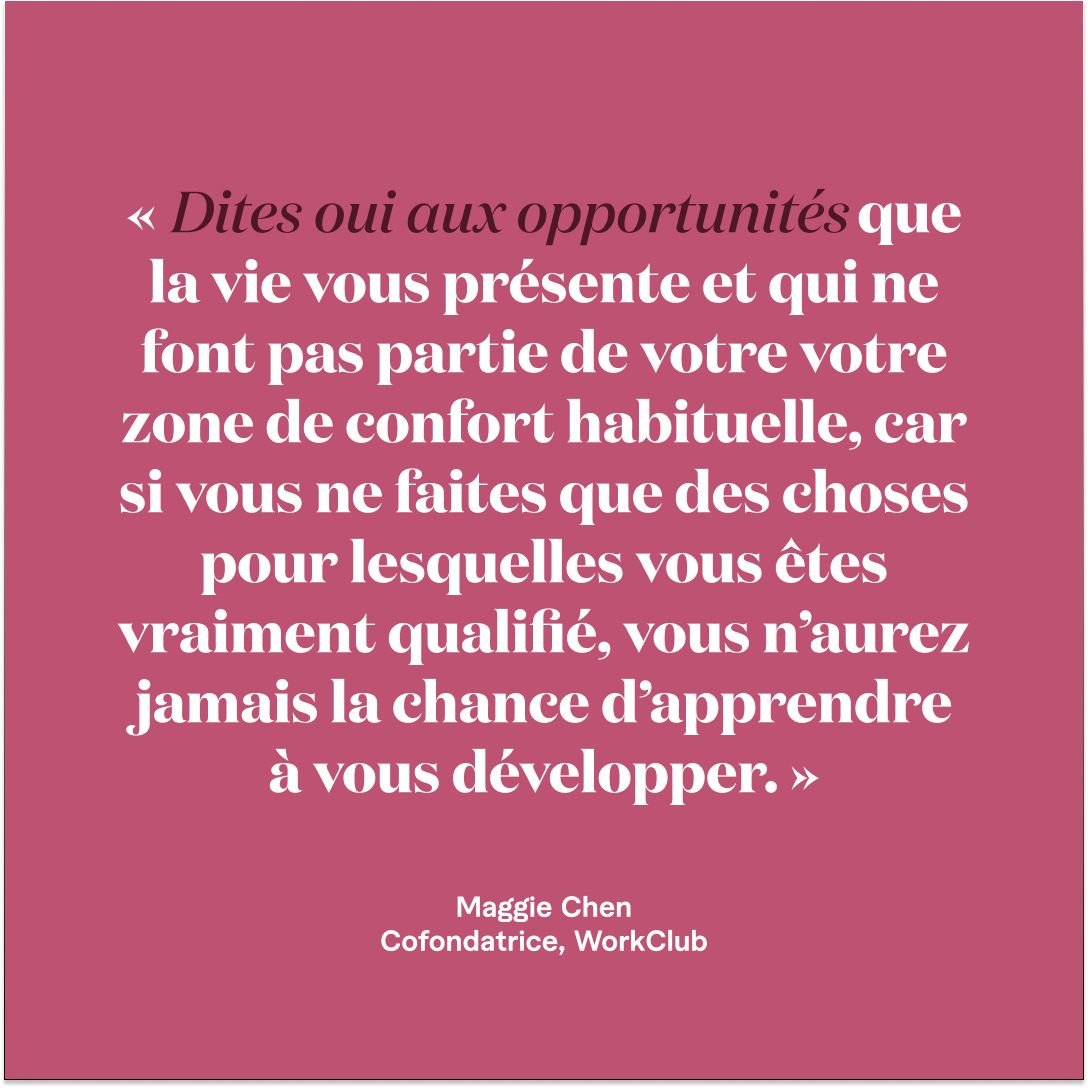 « Dites oui aux opportunités que
la vie vous présente et qui ne
font pas partie de votre votre
zone de confort habituelle, car
si vous ne faites que des choses
pour lesquelles vous êtes
vraiment qualifié, vous n’aurez
jamais la chance d’apprendre
à vous développer. »
Maggie Chen
Cofondatrice, WorkClub